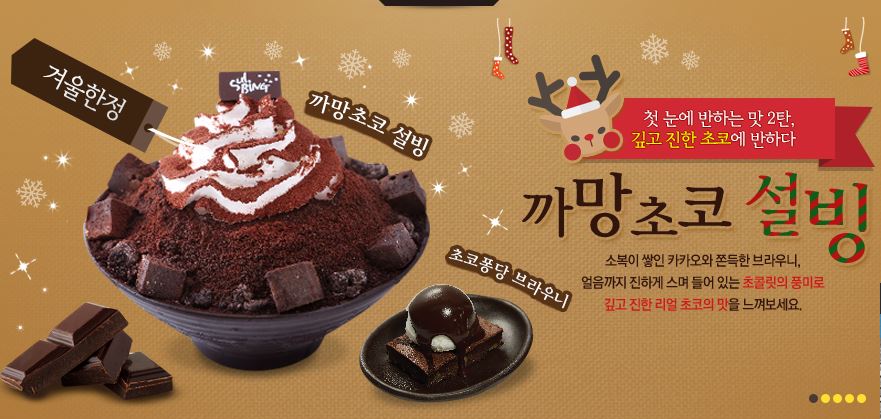 겨울한정
SUL
BING
까망초코 설빙
첫 눈에 반하는 맛 2탄,
깊고 진한 초코에 반하다
까망초코 설빙
소복이 쌓인 카카오와 쫀득한 브라우니,
얼음까지 진하게 스며 들어 있는 초콜릿의 풍미로
깊고 진한 리얼 초코의 맛을 느껴보세요.
초코퐁당 브라우니